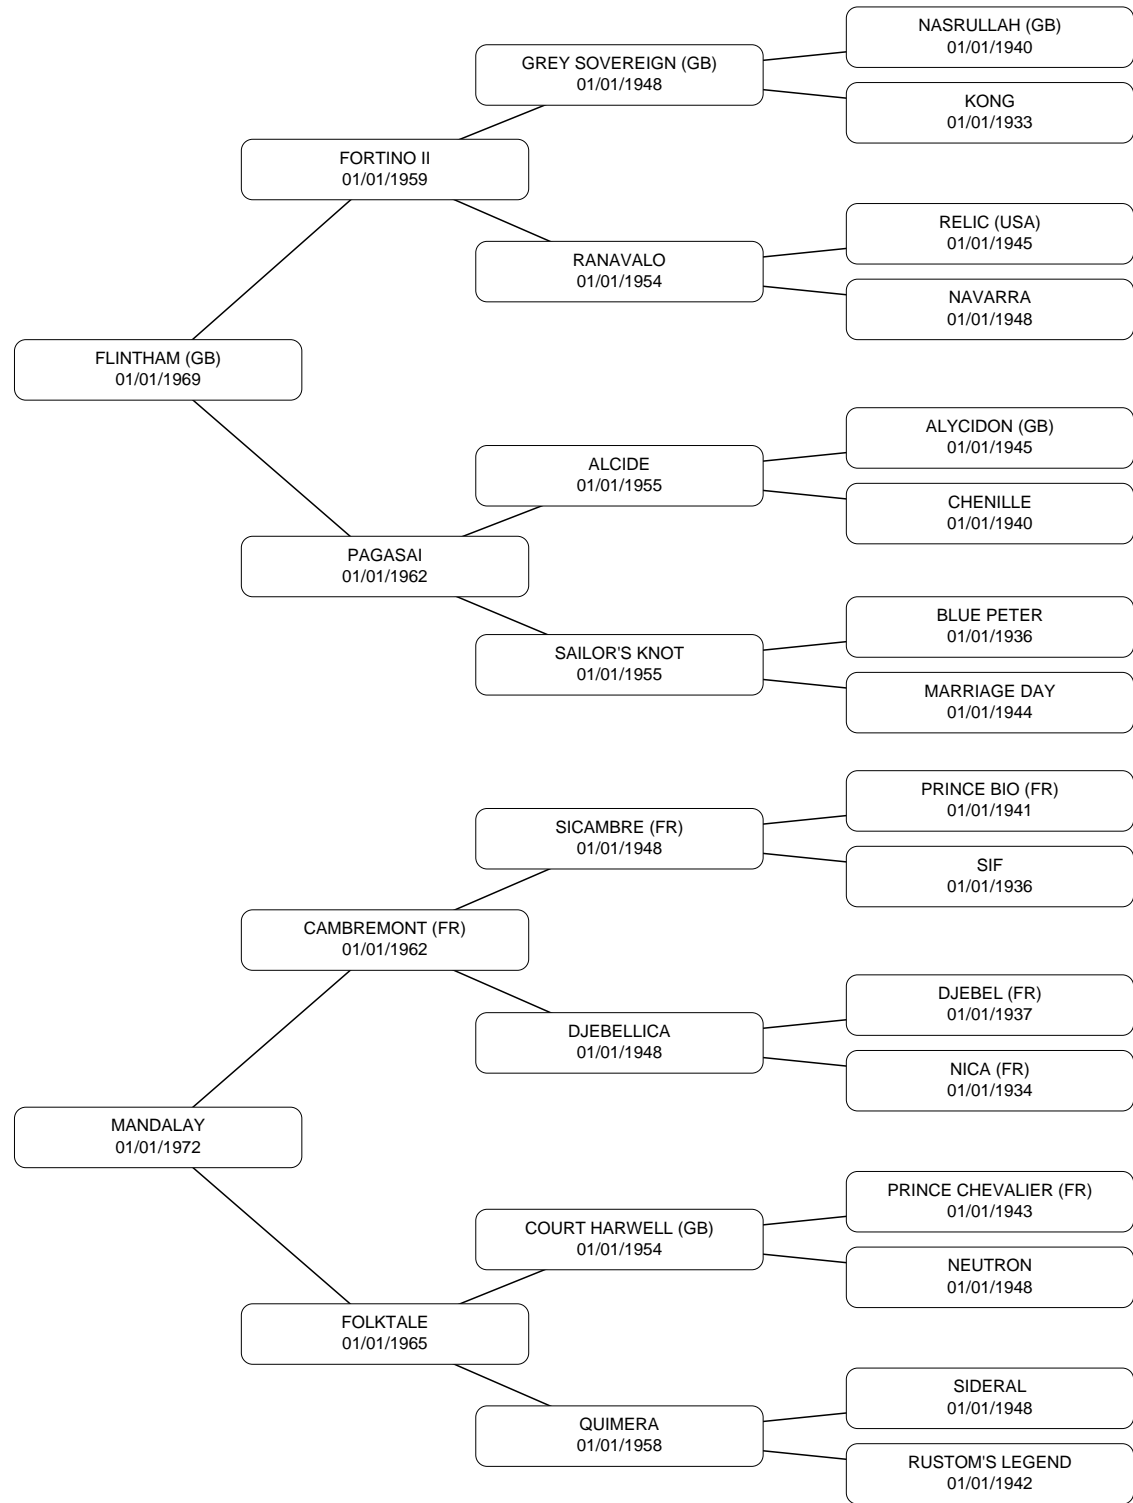 NASRULLAH (GB)
01/01/1940
GREY SOVEREIGN (GB)
01/01/1948
KONG
01/01/1933
FORTINO II
01/01/1959
RELIC (USA)
01/01/1945
RANAVALO
01/01/1954
NAVARRA
01/01/1948
FLINTHAM (GB)
01/01/1969
ALYCIDON (GB)
01/01/1945
ALCIDE
01/01/1955
CHENILLE
01/01/1940
PAGASAI
01/01/1962
BLUE PETER
01/01/1936
SAILOR'S KNOT
01/01/1955
MARRIAGE DAY
01/01/1944
PRINCE BIO (FR)
01/01/1941
SICAMBRE (FR)
01/01/1948
SIF
01/01/1936
CAMBREMONT (FR)
01/01/1962
DJEBEL (FR)
01/01/1937
DJEBELLICA
01/01/1948
NICA (FR)
01/01/1934
MANDALAY
01/01/1972
PRINCE CHEVALIER (FR)
01/01/1943
COURT HARWELL (GB)
01/01/1954
NEUTRON
01/01/1948
FOLKTALE
01/01/1965
SIDERAL
01/01/1948
QUIMERA
01/01/1958
RUSTOM'S LEGEND
01/01/1942